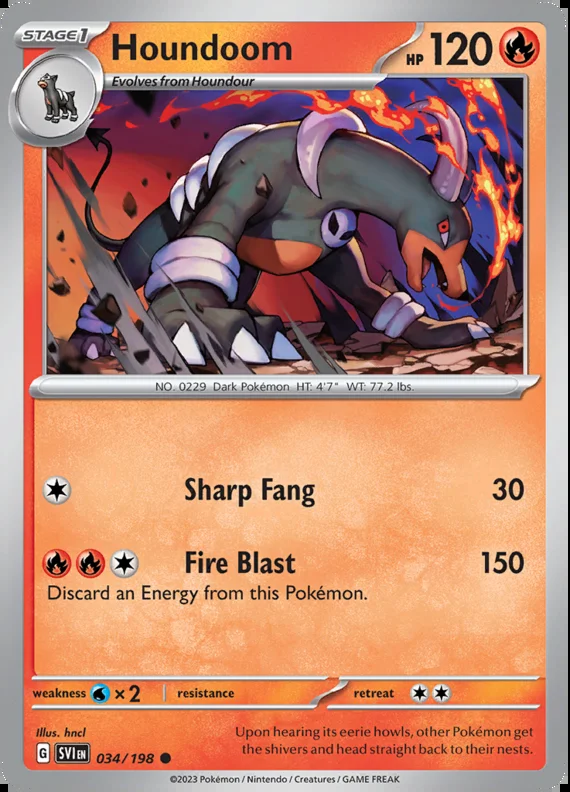 STAGE1
Houndoom
HP 120
Evolves from Houndour
NO. 0229 Dark Pokémon HT: 4'7" WT: 77.2 lbs.
Sharp Fang 30
Fire Blast 150
Discard an Energy from this Pokémon.
weakness ×2 resistance retreat
Illus. hncl
Upon hearing its eerie howls, other Pokémon get
the shivers and head straight back to their nests.
G SVI EN 034/198
©2023 Pokémon / Nintendo / Creatures / GAME FREAK